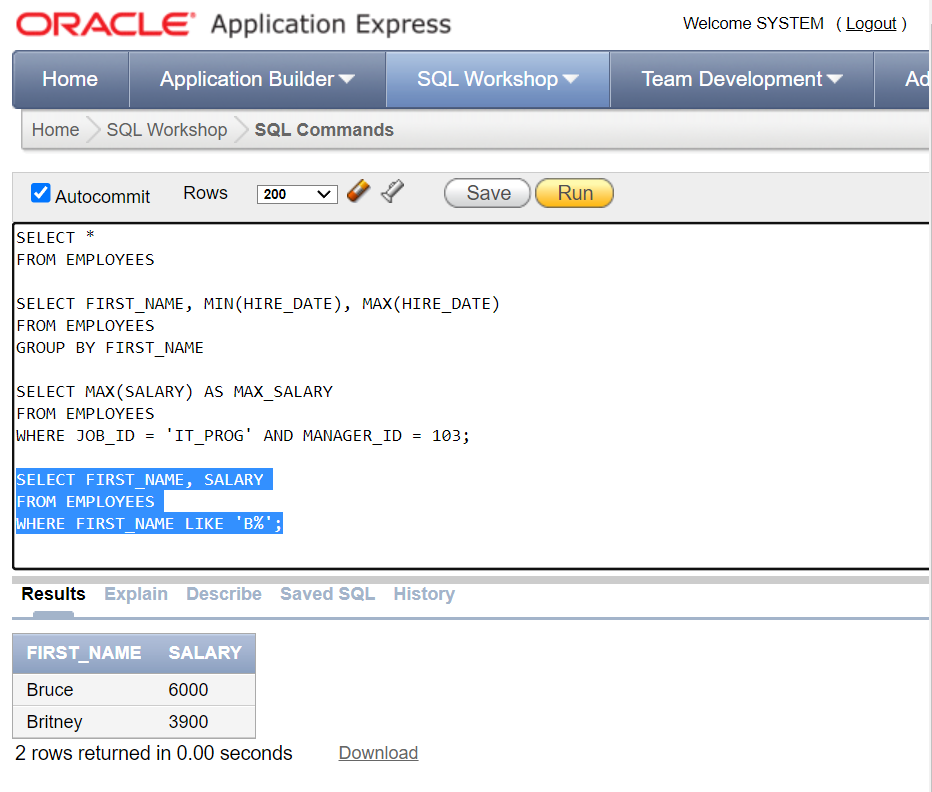 ORACLE® Application Express
Welcome SYSTEM ( Logout )
Home Application Builder SQL Workshop Team Development Ad
Home SQL Workshop SQL Commands
Autocommit Rows 200 Save Run
SELECT *
FROM EMPLOYEES
SELECT FIRST_NAME, MIN(HIRE_DATE), MAX(HIRE_DATE)
FROM EMPLOYEES
GROUP BY FIRST_NAME
SELECT MAX(SALARY) AS MAX_SALARY
FROM EMPLOYEES
WHERE JOB_ID = 'IT_PROG' AND MANAGER_ID = 103;
SELECT FIRST_NAME, SALARY
FROM EMPLOYEES
WHERE FIRST_NAME LIKE 'B%';
Results Explain Describe Saved SQL History
FIRST_NAME SALARY
Bruce 6000
Britney 3900
2 rows returned in 0.00 seconds Download